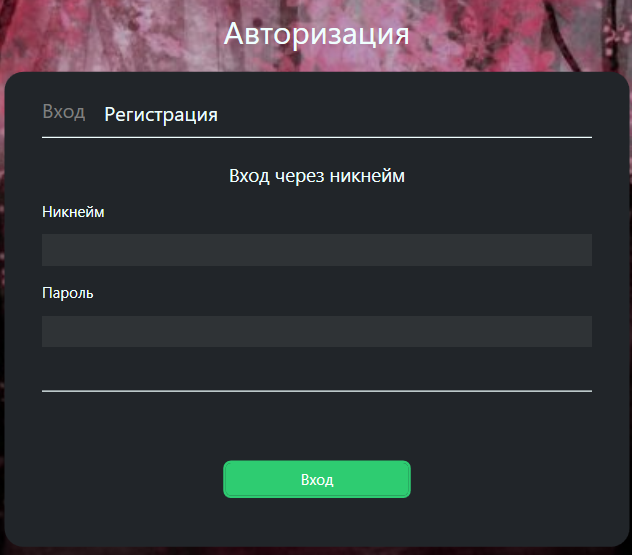 Авторизация
Вход Регистрация
Вход через никнейм
Никнейм
Пароль
Вход